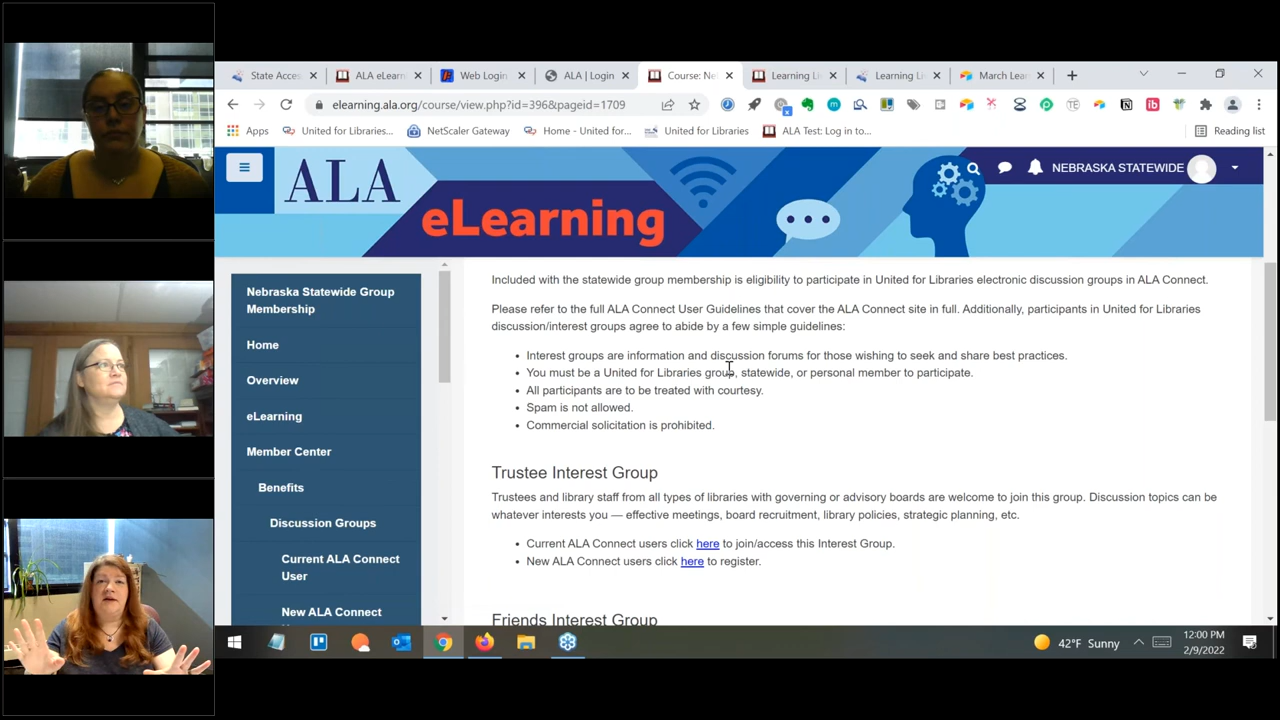 State Acces
ALA eLearn
Web Login
ALA | Login
Course: Ne
Learning Li
Learning Li
March Lear
elearning.ala.org/course/view.php?id=396&pageid=1709
Apps
United for Libraries...
NetScaler Gateway
Home - United for...
United for Libraries
ALA Test: Log in to...
Reading list
ALA
eLearning
NEBRASKA STATEWIDE
Nebraska Statewide Group
Membership
Home
Overview
eLearning
Member Center
Benefits
Discussion Groups
Current ALA Connect
User
New ALA Connect
Included with the statewide group membership is eligibility to participate in United for Libraries electronic discussion groups in ALA Connect.
Please refer to the full ALA Connect User Guidelines that cover the ALA Connect site in full. Additionally, participants in United for Libraries
discussion/interest groups agree to abide by a few simple guidelines:
Interest groups are information and discussion forums for those wishing to seek and share best practices.
You must be a United for Libraries group, statewide, or personal member to participate.
All participants are to be treated with courtesy.
Spam is not allowed.
Commercial solicitation is prohibited.
Trustee Interest Group
Trustees and library staff from all types of libraries with governing or advisory boards are welcome to join this group. Discussion topics can be
whatever interests you — effective meetings, board recruitment, library policies, strategic planning, etc.
Current ALA Connect users click here to join/access this Interest Group.
New ALA Connect users click here to register.
Friends Interest Group
42°F Sunny
12:00 PM
2/9/2022